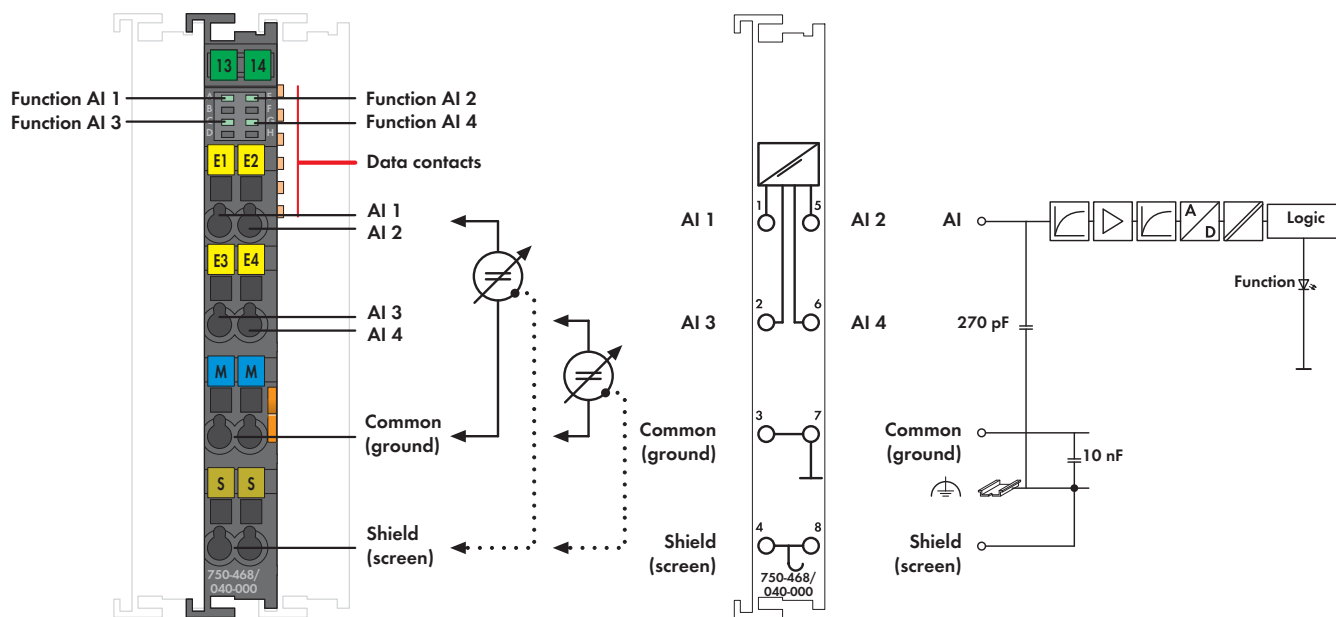 13 14
Function AI 1
Function AI 3
A
B
C
D
E
F
G
H
Function AI 2
Function AI 4
Data contacts
E1 E2
AI 1
AI 2
E3 E4
AI 3
AI 4
M M
Common
(ground)
S S
Shield
(screen)
750-468/
040-000
1 5
AI 1 AI 2
2 6
AI 3 AI 4
3 7
Common
(ground)
4 8
Shield
(screen)
750-468/
040-000
AI
A
D
Logic
Function
270 pF
Common
(ground)
10 nF
Shield
(screen)